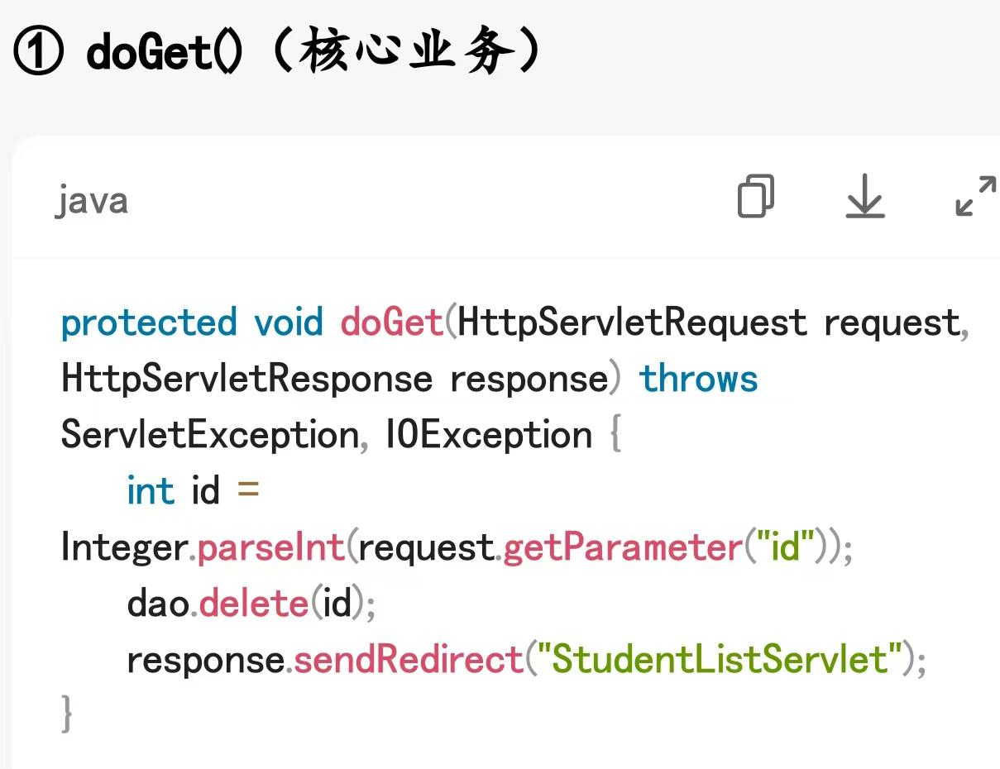 ① doGet()（核心业务）
java
protected void doGet(HttpServletRequest request,
HttpServletResponse response) throws
ServletException, IOException {
    int id =
Integer.parseInt(request.getParameter("id"));
    dao.delete(id);
    response.sendRedirect("StudentListServlet");
}